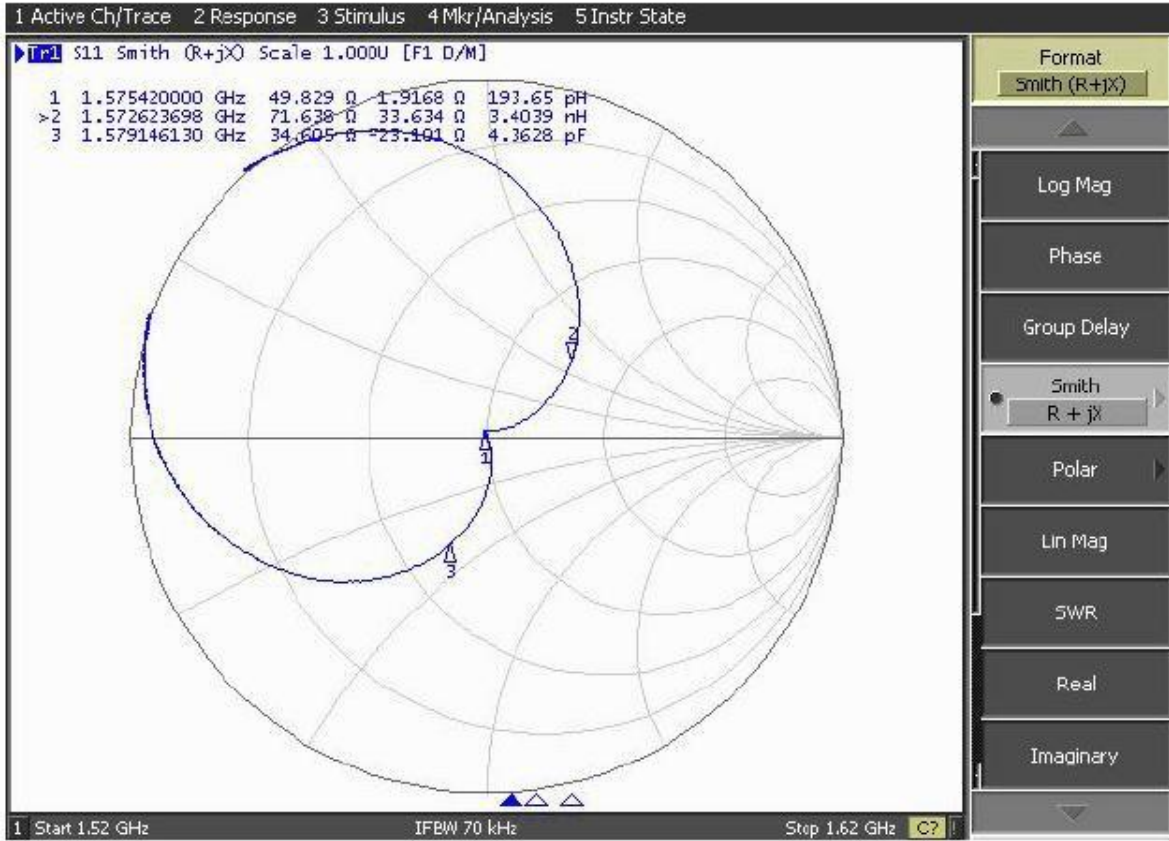 1 Active Ch/Trace 2 Response 3 Stimulus 4 Mkr/Analysis 5 Instr State
Tr1 S11 Smith (R+jX) Scale 1.000U [F1 D/M]
1 1.575420000 GHz 49.829 Ω 1.9168 Ω 193.65 pH
>2 1.572623698 GHz 71.638 Ω 33.634 Ω 3.4039 nH
3 1.579146130 GHz 34.605 Ω -23.101 Ω 4.3628 pF
2
1
3
1 Start 1.52 GHz IFBW 70 kHz Stop 1.62 GHz C? !
Format
Smith (R+jX)
Log Mag
Phase
Group Delay
Smith
R + jX
Polar
Lin Mag
SWR
Real
Imaginary